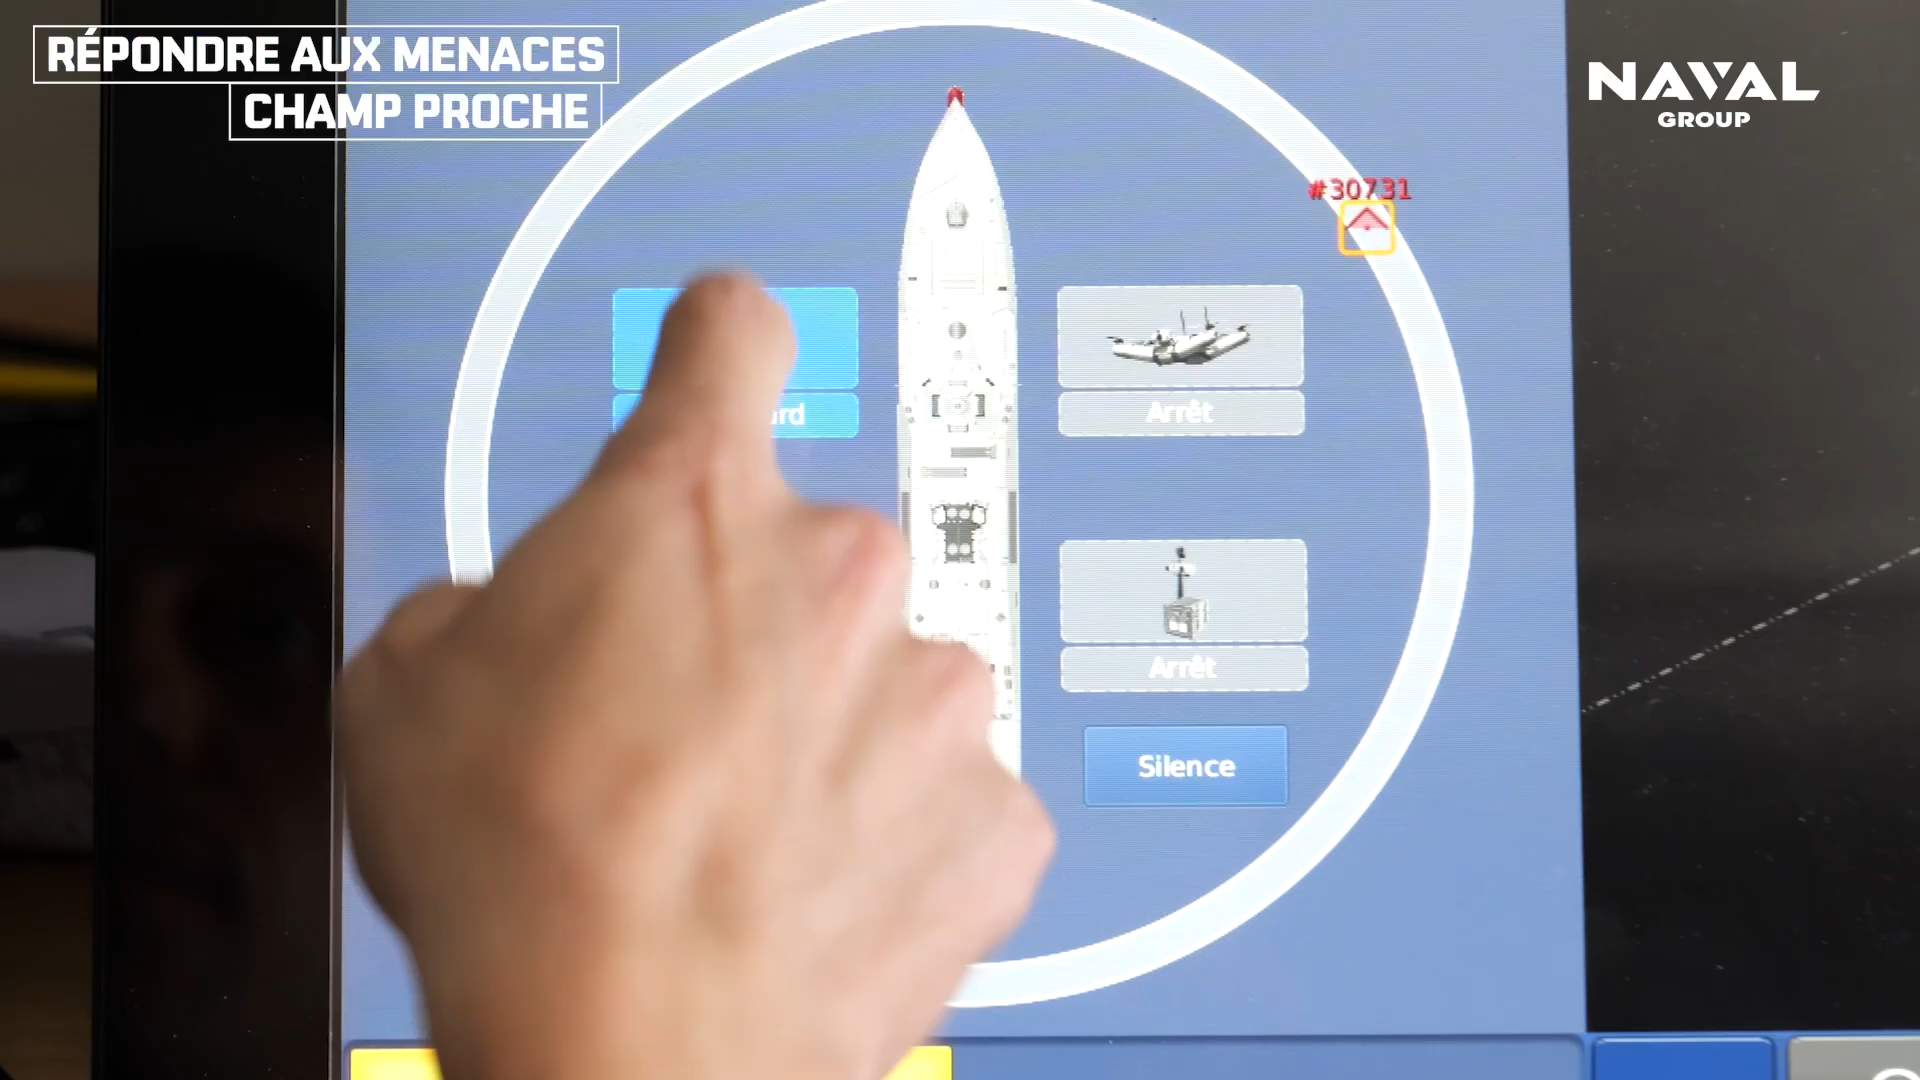 RÉPONDRE AUX MENACES
CHAMP PROCHE
NAVAL
GROUP
#30731
Arrêt
Arrêt
Silence